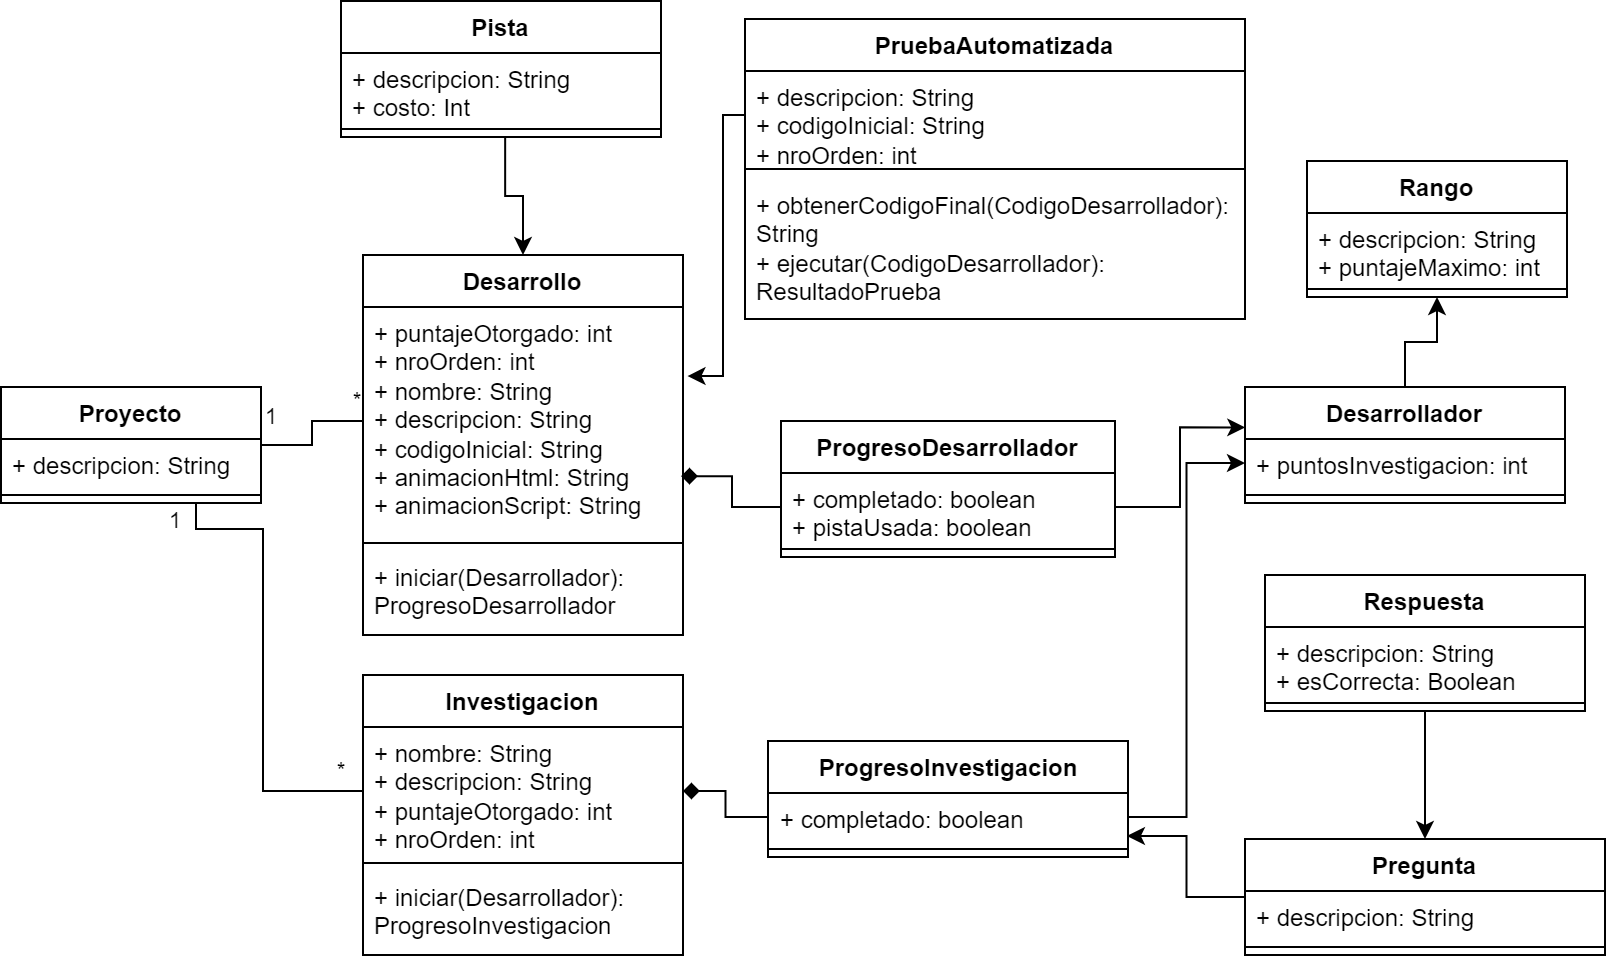 Pista
+ descripcion: String
+ costo: Int
PruebaAutomatizada
+ descripcion: String
+ codigoInicial: String
+ nroOrden: int
+ obtenerCodigoFinal(CodigoDesarrollador):
String
+ ejecutar(CodigoDesarrollador):
ResultadoPrueba
Rango
+ descripcion: String
+ puntajeMaximo: int
Desarrollo
+ puntajeOtorgado: int
+ nroOrden: int
+ nombre: String
+ descripcion: String
+ codigoInicial: String
+ animacionHtml: String
+ animacionScript: String
+ iniciar(Desarrollador):
ProgresoDesarrollador
Proyecto
+ descripcion: String
1
*
1
*
ProgresoDesarrollador
+ completado: boolean
+ pistaUsada: boolean
Desarrollador
+ puntosInvestigacion: int
Respuesta
+ descripcion: String
+ esCorrecta: Boolean
Investigacion
+ nombre: String
+ descripcion: String
+ puntajeOtorgado: int
+ nroOrden: int
+ iniciar(Desarrollador):
ProgresoInvestigacion
ProgresoInvestigacion
+ completado: boolean
Pregunta
+ descripcion: String